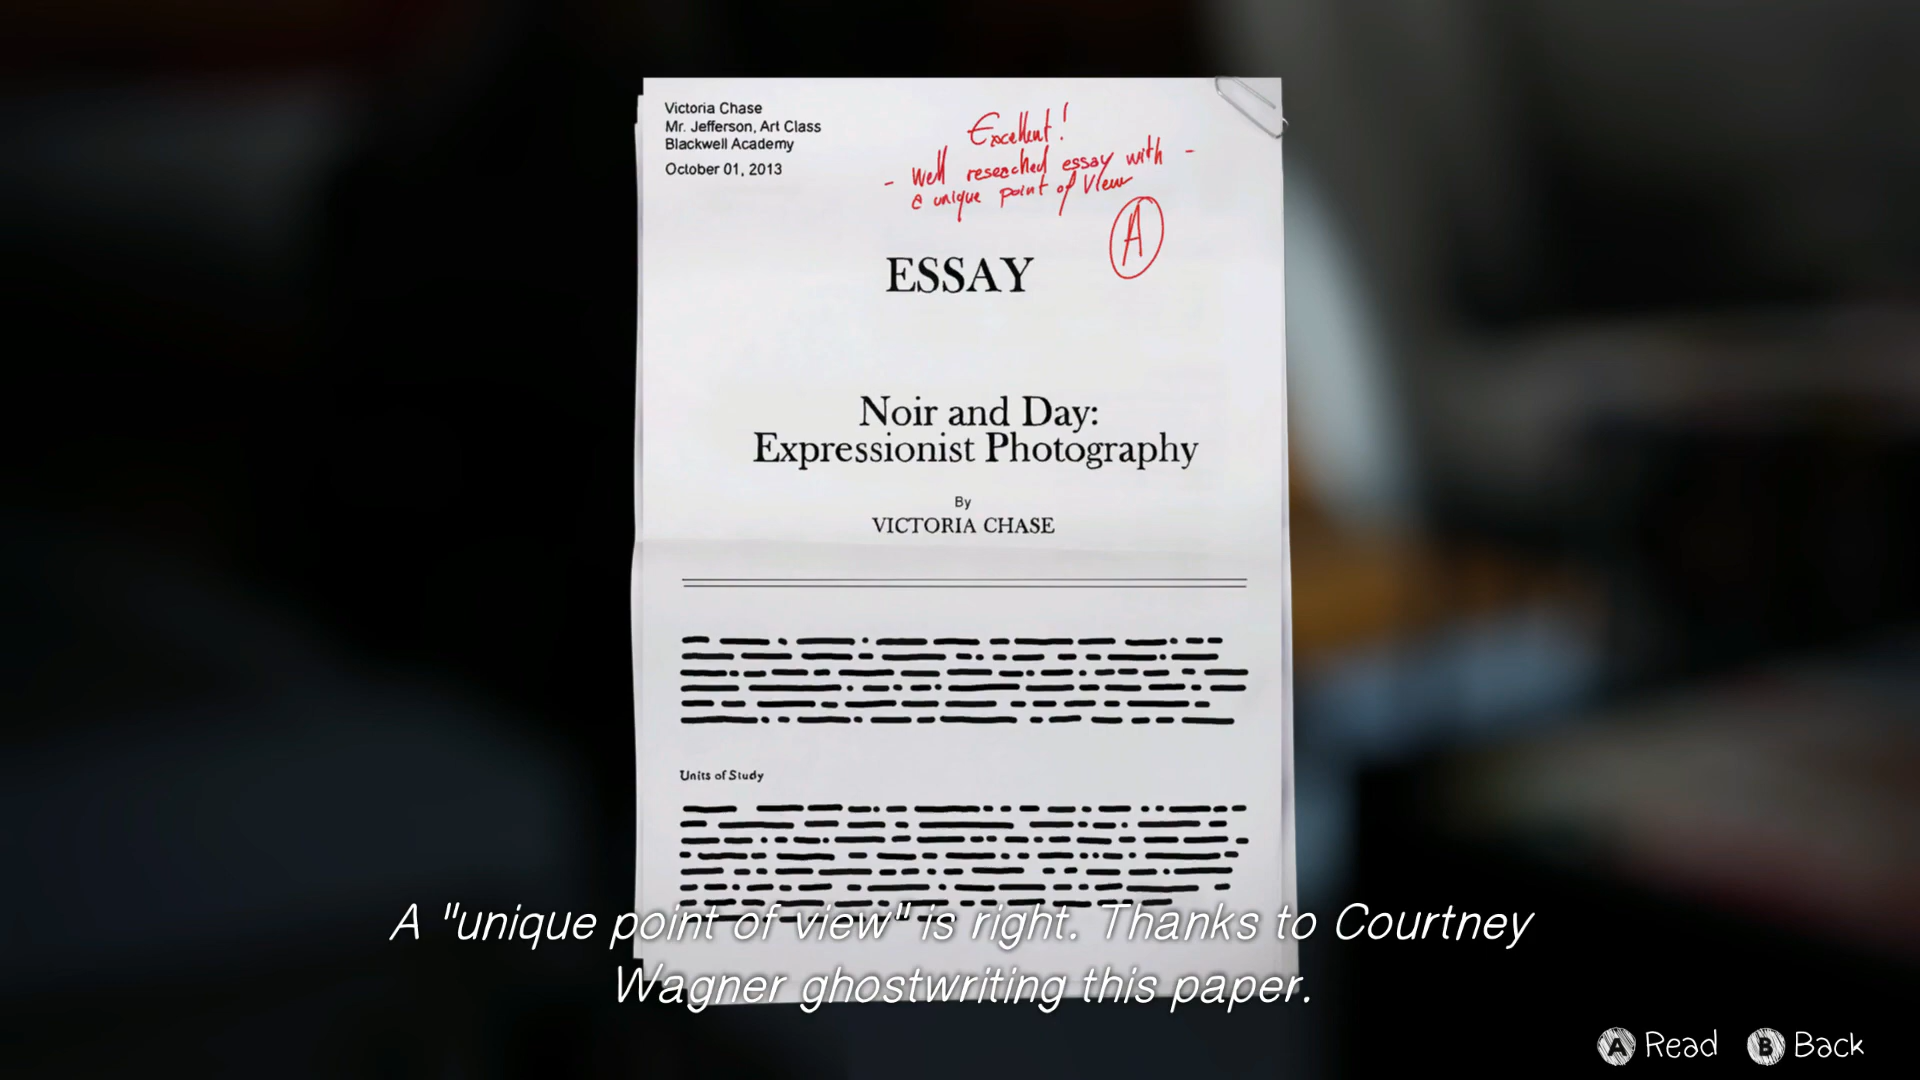 Victoria Chase
Mr. Jefferson, Art Class
Blackwell Academy
October 01, 2013
Excellent!
- Well reseached essay with -
a unique point of View
A
ESSAY
Noir and Day:
Expressionist Photography
By
VICTORIA CHASE
Units of Study
A "unique point of view" is right. Thanks to Courtney
Wagner ghostwriting this paper.
A Read B Back